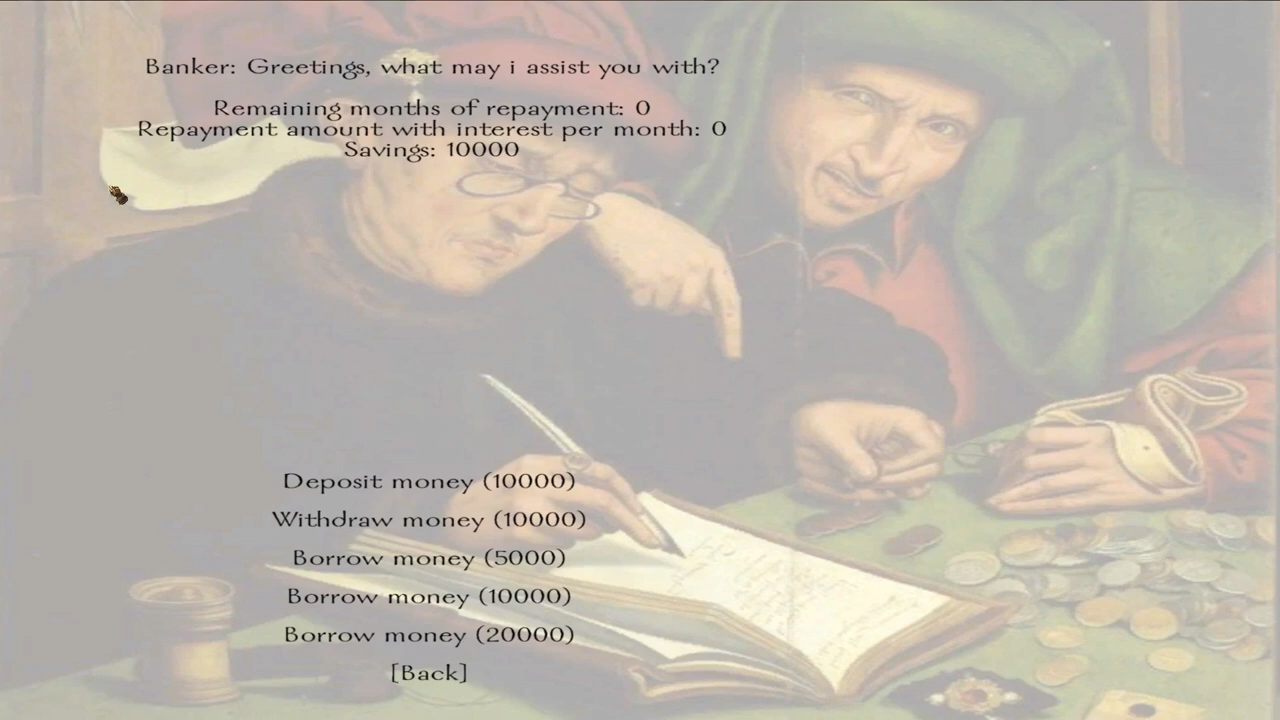 Banker: Greetings, what may i assist you with?
Remaining months of repayment: 0
Repayment amount with interest per month: 0
Savings: 10000
Deposit money (10000)
Withdraw money (10000)
Borrow money (5000)
Borrow money (10000)
Borrow money (20000)
[Back]